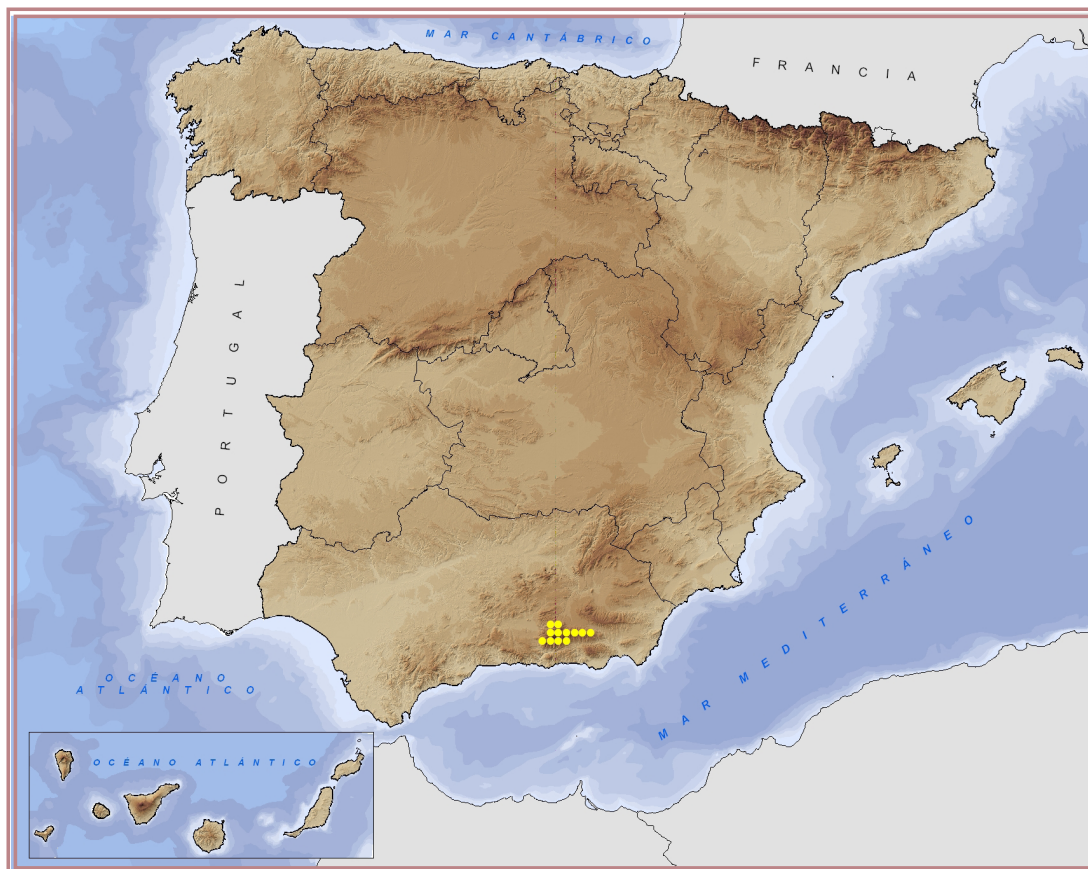 MAR CANTÁBRICO
FRANCIA
PORTUGAL
MAR MEDITERRÁNEO
OCÉANO
ATLÁNTICO
OCÉANO ATLÁNTICO